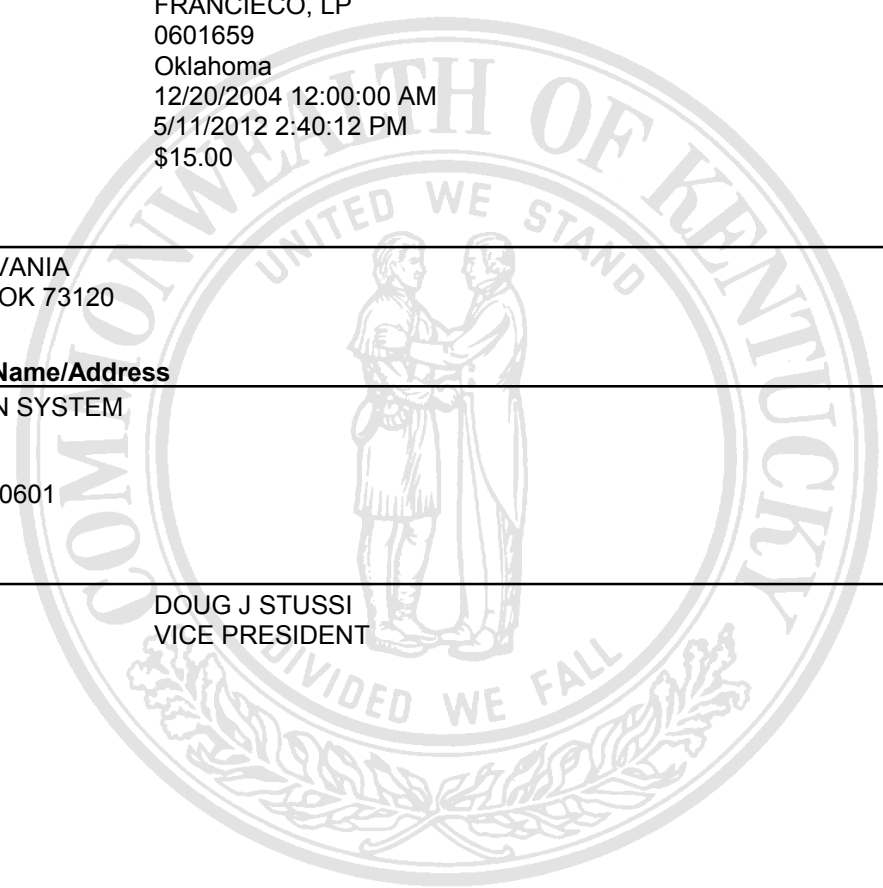 FRANCIECO, LP
0601659
Oklahoma
12/20/2004 12:00:00 AM
5/11/2012 2:40:12 PM
$15.00
COMMONWEALTH OF KENTUCKY
UNITED WE STAND
VANIA
OK 73120
Name/Address
N SYSTEM
0601
DOUG J STUSSI
VICE PRESIDENT
DIVIDED WE FALL